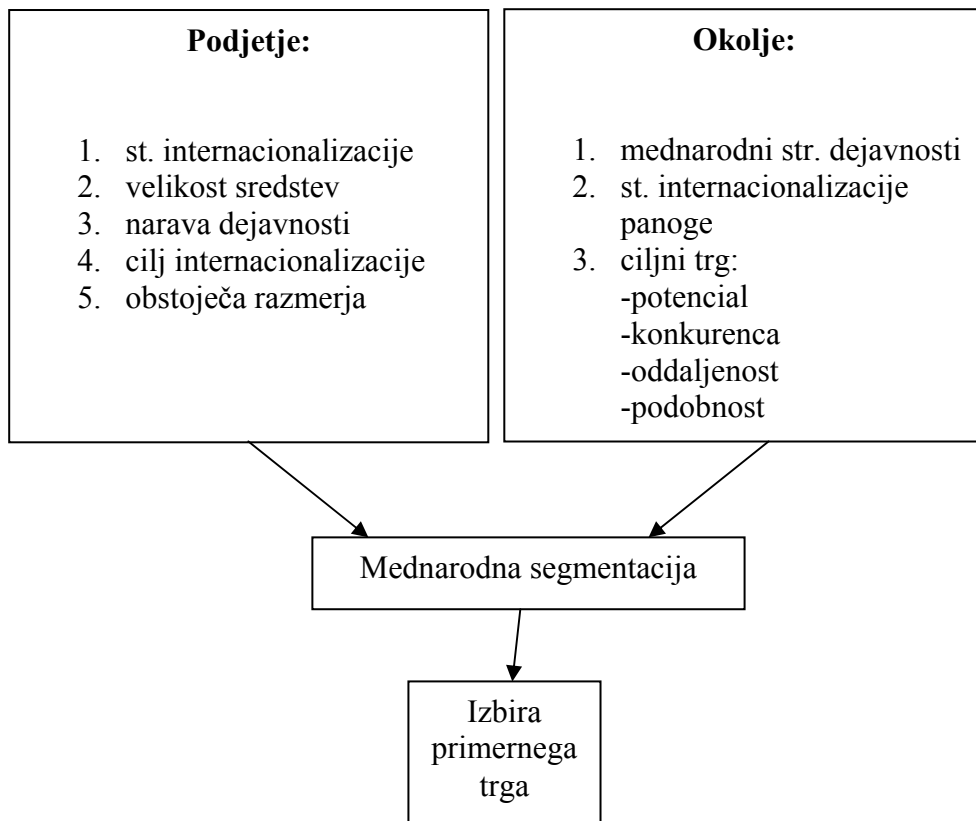 Podjetje:
1. st. internacionalizacije
2. velikost sredstev
3. narava dejavnosti
4. cilj internacionalizacije
5. obstoječa razmerja
Okolje:
1. mednarodni str. dejavnosti
2. st. internacionalizacije
panoge
3. ciljni trg:
-potencial
-konkurenca
-oddaljenost
-podobnost
Mednarodna segmentacija
Izbira
primernega
trga